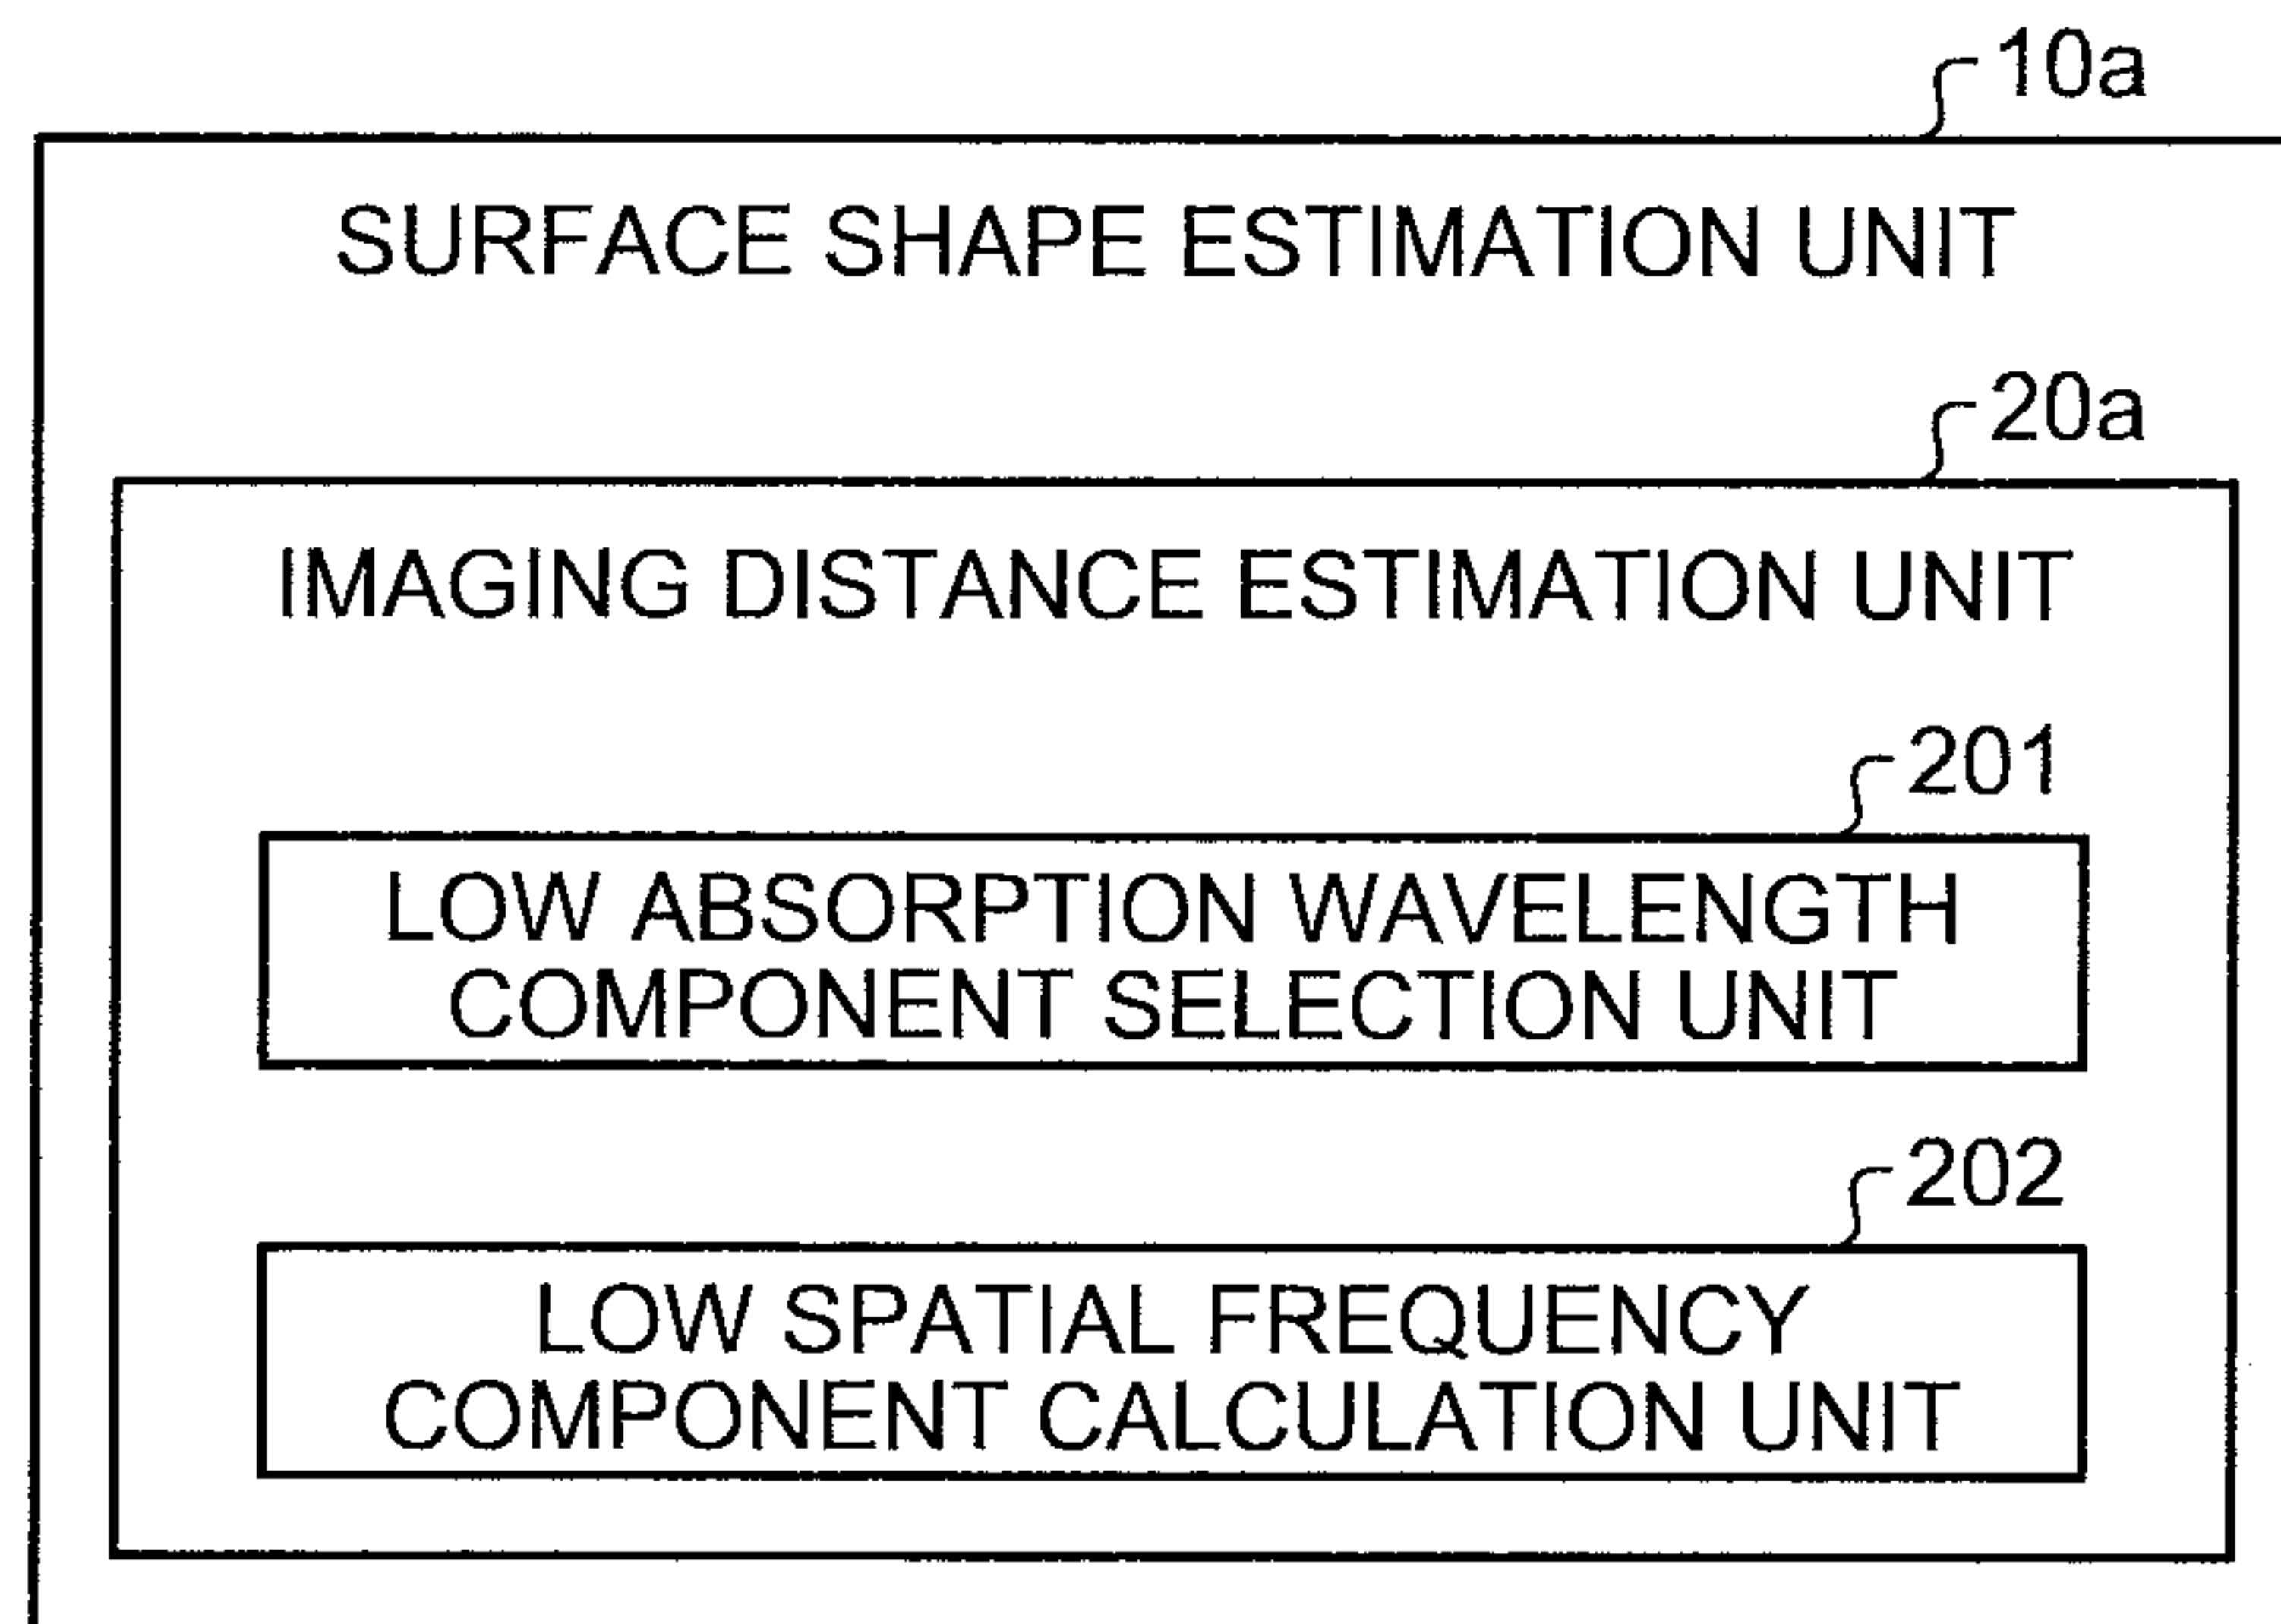 10a
SURFACE SHAPE ESTIMATION UNIT
20a
IMAGING DISTANCE ESTIMATION UNIT
201
LOW ABSORPTION WAVELENGTH
COMPONENT SELECTION UNIT
202
LOW SPATIAL FREQUENCY
COMPONENT CALCULATION UNIT